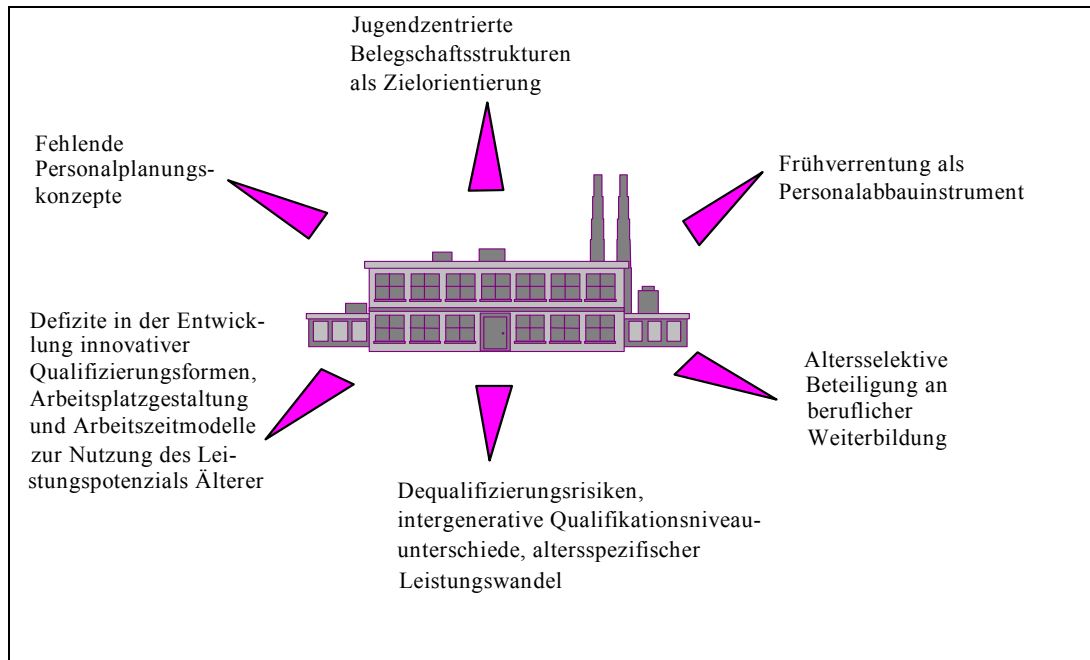 Jugendzentrierte
Belegschaftsstrukturen
als Zielorientierung
Fehlende
Personalplanungs-
konzepte
Frühverrentung als
Personalabbauinstrument
Defizite in der Entwick-
lung innovativer
Qualifizierungsformen,
Arbeitsplatzgestaltung
und Arbeitszeitmodelle
zur Nutzung des Lei-
stungspotenzials Älterer
Altersselektive
Beteiligung an
beruflicher
Weiterbildung
Dequalifizierungsrisiken,
intergenerative Qualifikationsniveau-
unterschiede, altersspezifischer
Leistungswandel